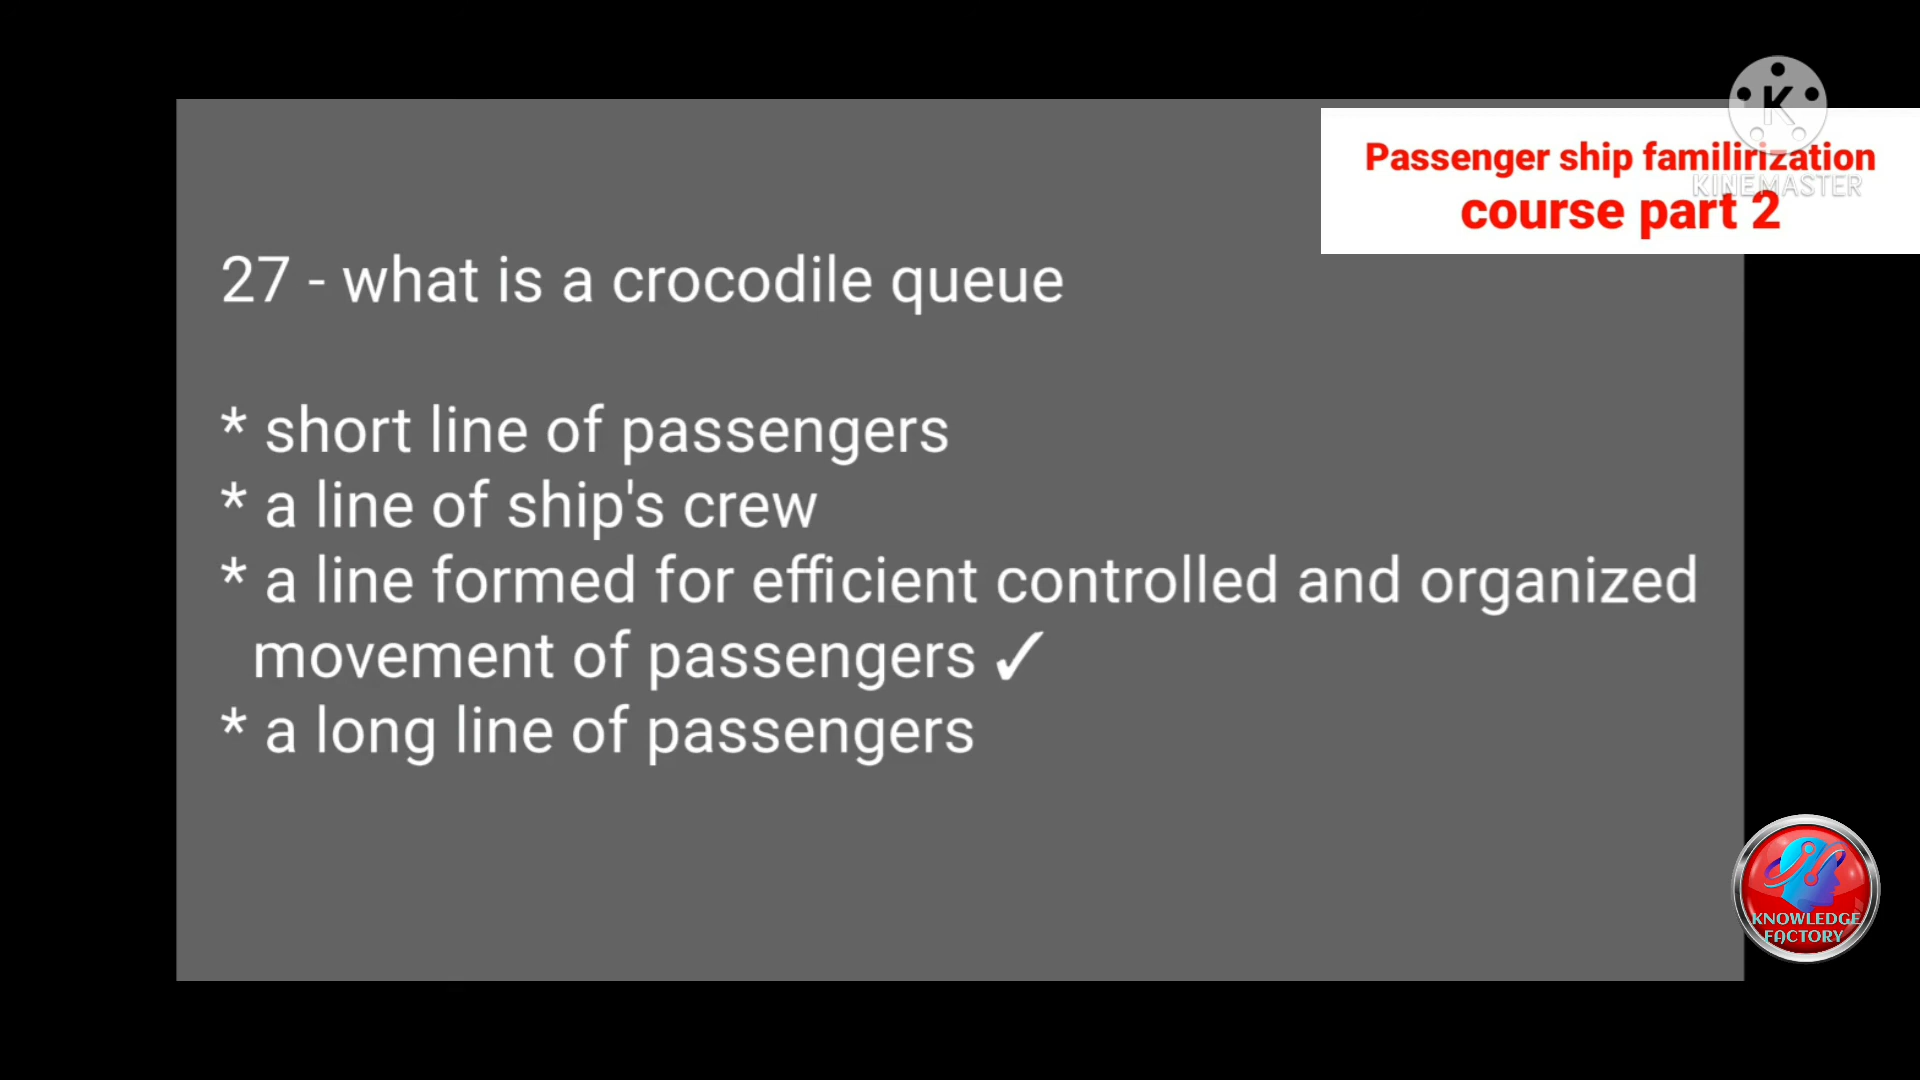 Passenger ship familirization
course part 2
KINEMASTER
27 - what is a crocodile queue
* short line of passengers
* a line of ship's crew
* a line formed for efficient controlled and organized
movement of passengers ✓
* a long line of passengers
KNOWLEDGE
FACTORY